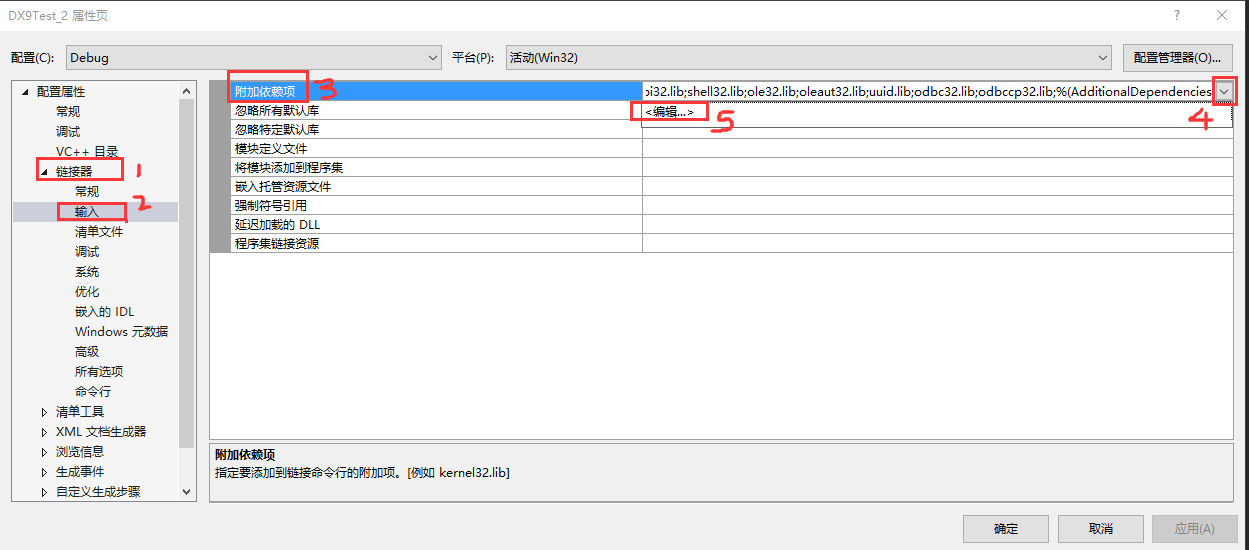 DX9Test_2 属性页
配置(C): Debug 平台(P): 活动(Win32) 配置管理器(O)...
配置属性
常规
调试
VC++ 目录
链接器 1
常规
输入 2
清单文件
调试
系统
优化
嵌入的 IDL
Windows 元数据
高级
所有选项
命令行
清单工具
XML 文档生成器
浏览信息
生成事件
自定义生成步骤
附加依赖项 3 i32.lib;shell32.lib;ole32.lib;oleaut32.lib;uuid.lib;odbc32.lib;odbccp32.lib;%(AdditionalDependencies 4
忽略所有默认库 <编辑...> 5
忽略特定默认库
模块定义文件
将模块添加到程序集
嵌入托管资源文件
强制符号引用
延迟加载的 DLL
程序集链接资源
附加依赖项
指定要添加到链接命令行的附加项。[例如 kernel32.lib]
确定 取消 应用(A)